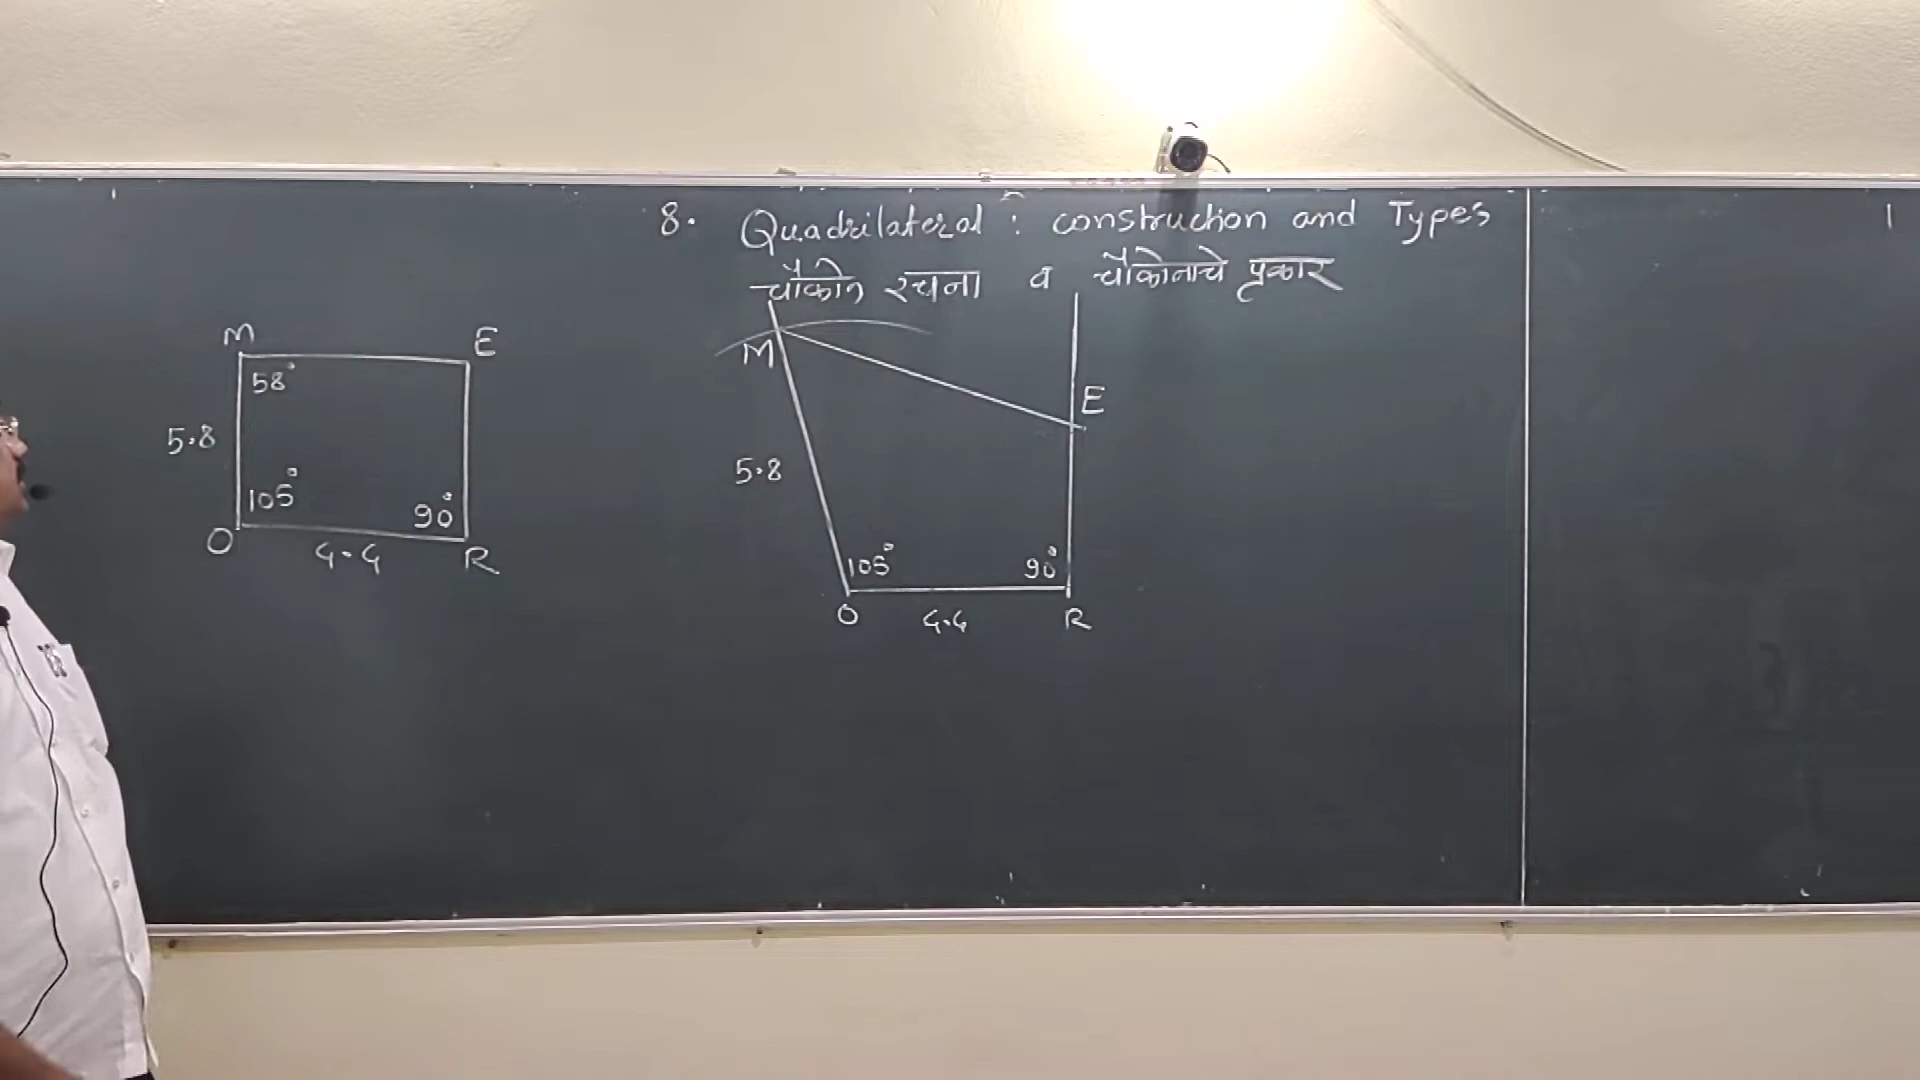 8. Quadrilateral : construction and Types
चौकोन रचना व चौकोनाचे प्रकार
M E
58°
5.8
105° 90°
O 4.4 R
M
E
5.8
105° 90°
O 4.4 R